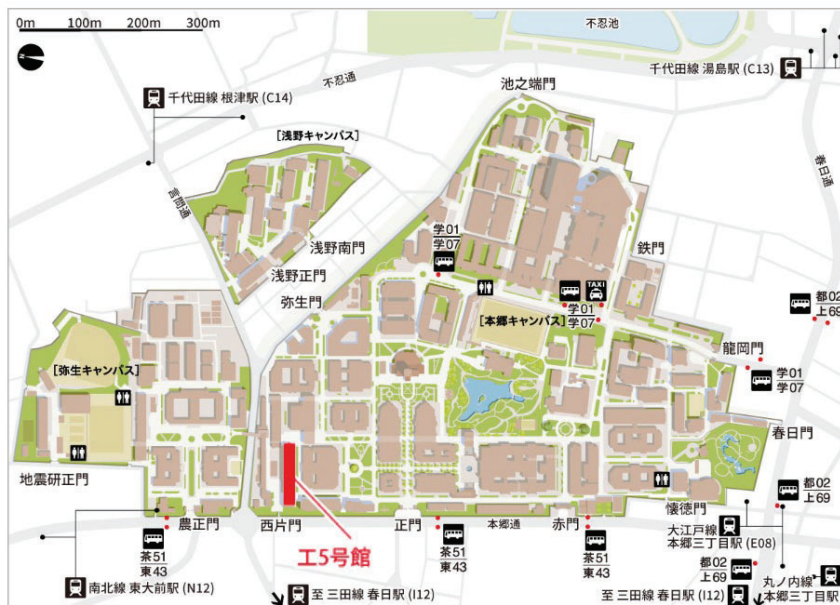 0m 100m 200m 300m
不忍池
千代田線 湯島駅 (C13)
池之端門
不忍通
千代田線 根津駅 (C14)
［浅野キャンパス］
春日通
言問通
浅野南門
浅野正門
学01
学07
鉄門
弥生門
TAXI
都02
上69
［本郷キャンパス］
学01
学07
龍岡門
［弥生キャンパス］
学01
学07
春日門
地震研正門
懐徳門
都02
上69
農正門
西片門
正門
本郷通
赤門
大江戸線
本郷三丁目駅 (E08)
工5号館
茶51
東43
茶51
東43
茶51
東43
都02
上69
丸ノ内線
本郷三丁目駅
南北線 東大前駅 (N12)
至 三田線 春日駅 (I12)
至 三田線 春日駅 (I12)